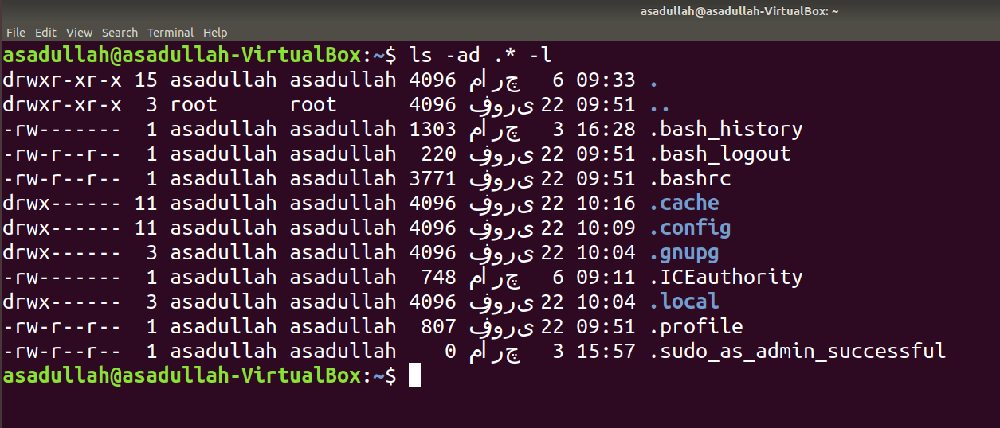 asadullah@asadullah-VirtualBox: ~
File Edit View Search Terminal Help
asadullah@asadullah-VirtualBox:~$ ls -ad .* -l
drwxr-xr-x 15 asadullah asadullah 4096 مارچ 6 09:33 .
drwxr-xr-x 3 root root 4096 فروری 22 09:51 ..
-rw------- 1 asadullah asadullah 1303 مارچ 3 16:28 .bash_history
-rw-r--r-- 1 asadullah asadullah 220 فروری 22 09:51 .bash_logout
-rw-r--r-- 1 asadullah asadullah 3771 فروری 22 09:51 .bashrc
drwx------ 11 asadullah asadullah 4096 فروری 22 10:16 .cache
drwx------ 11 asadullah asadullah 4096 فروری 22 10:09 .config
drwx------ 3 asadullah asadullah 4096 فروری 22 10:04 .gnupg
-rw------- 1 asadullah asadullah 748 مارچ 6 09:11 .ICEauthority
drwx------ 3 asadullah asadullah 4096 فروری 22 10:04 .local
-rw-r--r-- 1 asadullah asadullah 807 فروری 22 09:51 .profile
-rw-r--r-- 1 asadullah asadullah 0 مارچ 3 15:57 .sudo_as_admin_successful
asadullah@asadullah-VirtualBox:~$